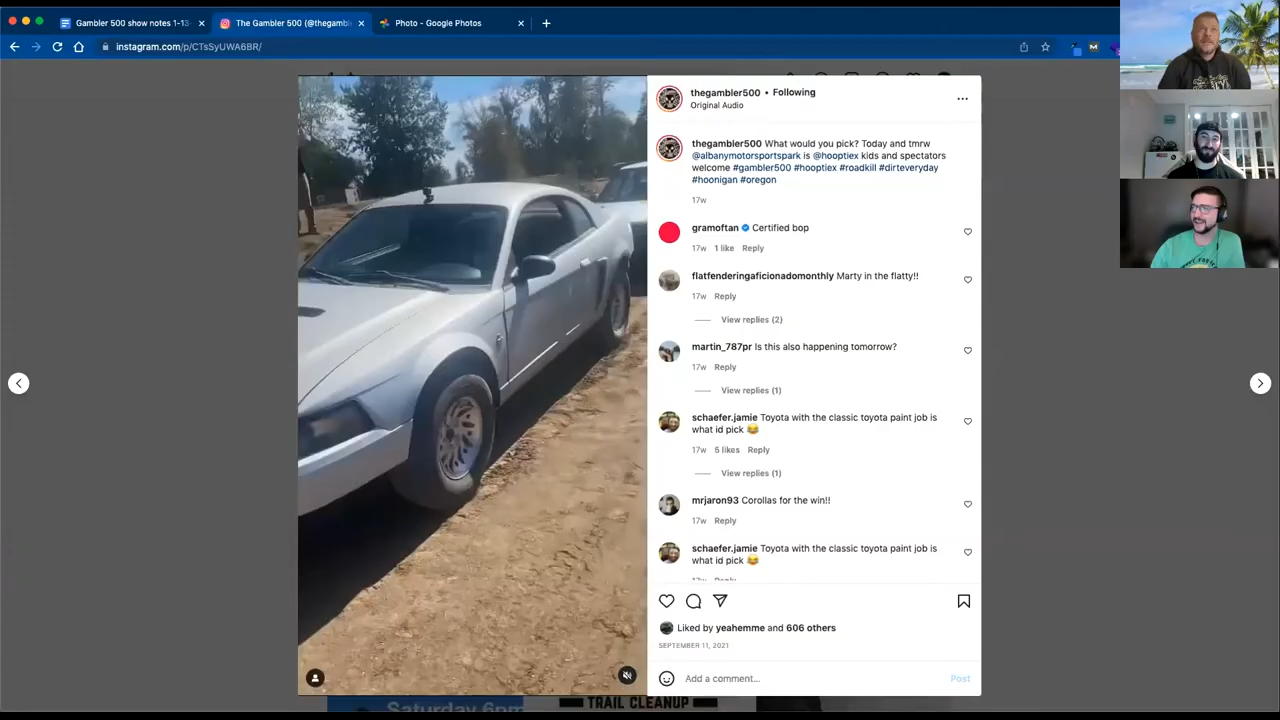 Gambler 500 show notes 1-13
The Gambler 500 (@thegambl
Photo - Google Photos
instagram.com/p/CTsSyUWA6BR/
thegambler500 • Following
Original Audio
thegambler500 What would you pick? Today and tmrw
@albanymotorsportspark is @hooptiex kids and spectators
welcome #gambler500 #hooptiex #roadkill #dirteveryday
#hoonigan #oregon
17w
gramoftan Certified bop
17w 1 like Reply
flatfenderingaficionadomonthly Marty in the flatty!!
17w Reply
View replies (2)
martin_787pr Is this also happening tomorrow?
17w Reply
View replies (1)
schaefer.jamie Toyota with the classic toyota paint job is
what id pick 😂
17w 5 likes Reply
View replies (1)
mrjaron93 Corollas for the win!!
17w Reply
schaefer.jamie Toyota with the classic toyota paint job is
what id pick 😂
17w Reply
Liked by yeahemme and 606 others
SEPTEMBER 11, 2021
Add a comment... Post
Saturday 6pm
TRAIL CLEANUP